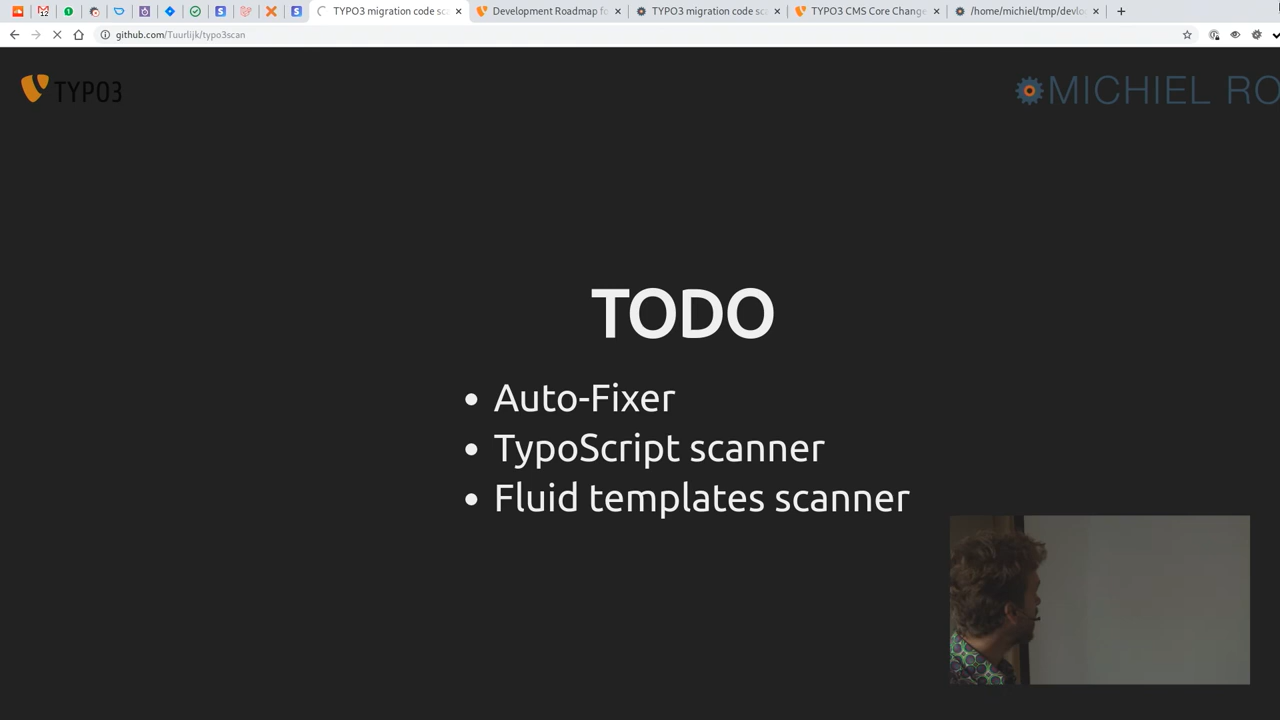 TYPO3 migration code sc
Development Roadmap fo
TYPO3 migration code sc
TYPO3 CMS Core Change
/home/michiel/tmp/devlo
github.com/Tuurlijk/typo3scan
TYPO3
MICHIEL RO
TODO
• Auto-Fixer
• TypoScript scanner
• Fluid templates scanner